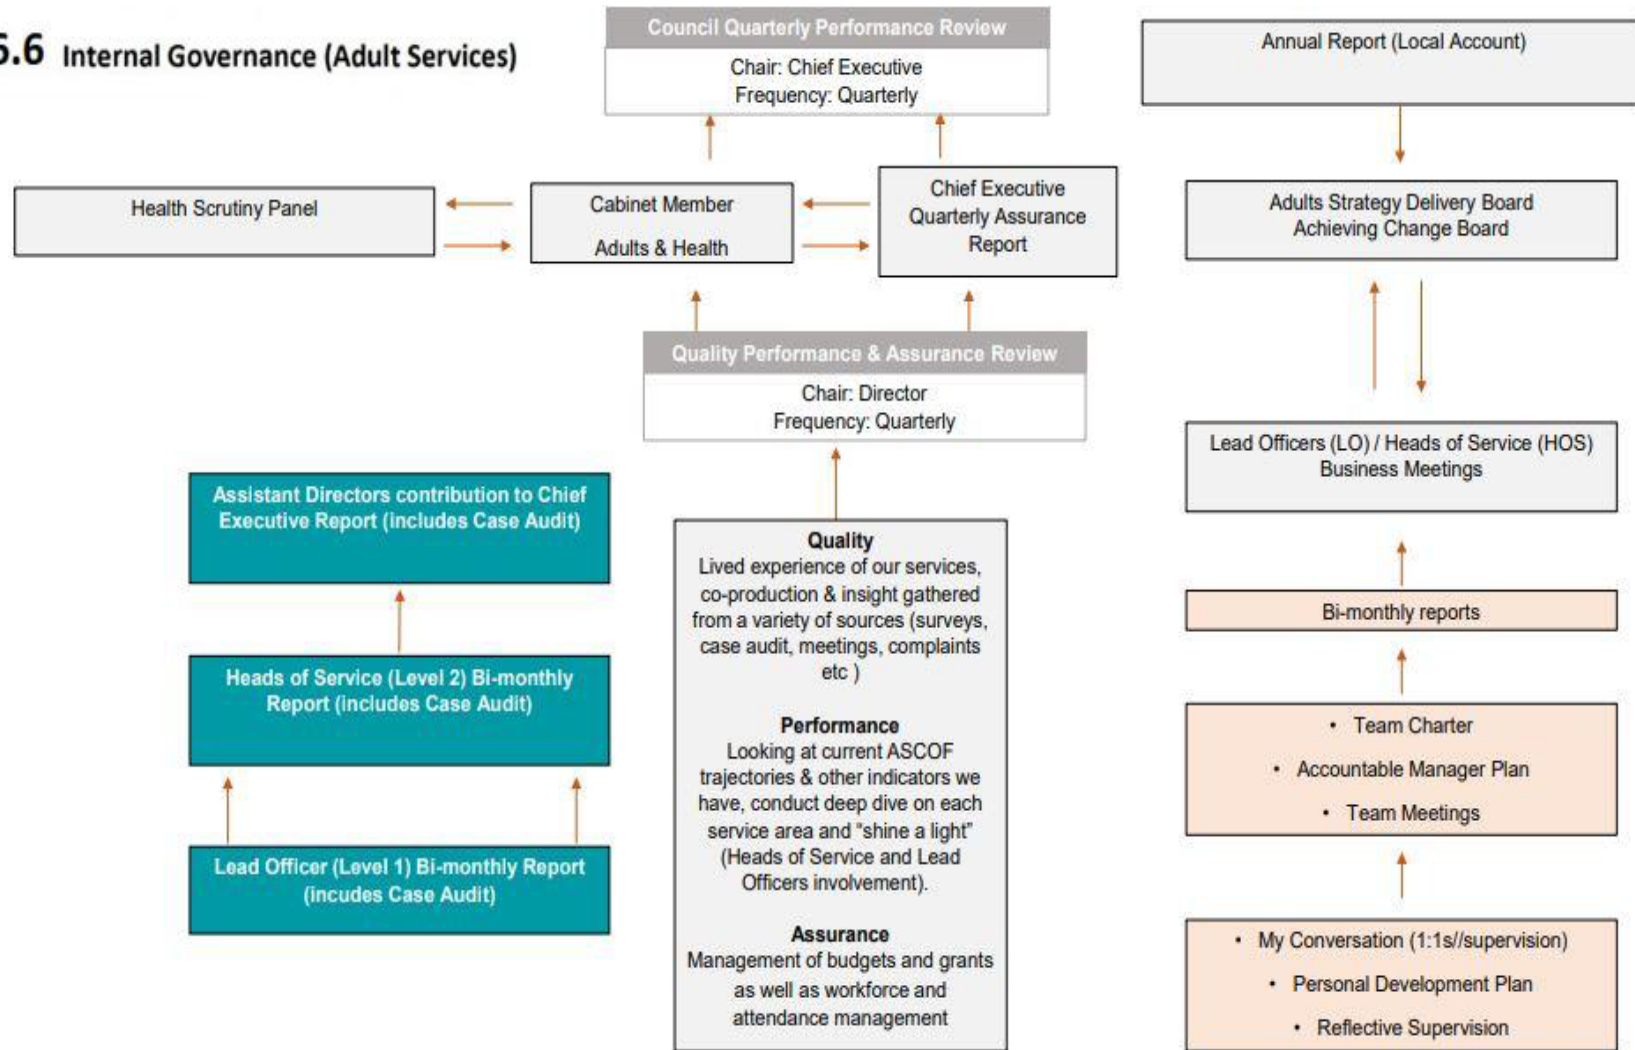 6.6 Internal Governance (Adult Services)
Council Quarterly Performance Review
Chair: Chief Executive
Frequency: Quarterly
Annual Report (Local Account)
Health Scrutiny Panel
Cabinet Member
Adults & Health
Chief Executive
Quarterly Assurance
Report
Adults Strategy Delivery Board
Achieving Change Board
Quality Performance & Assurance Review
Chair: Director
Frequency: Quarterly
Lead Officers (LO) / Heads of Service (HOS)
Business Meetings
Assistant Directors contribution to Chief
Executive Report (includes Case Audit)
Heads of Service (Level 2) Bi-monthly
Report (includes Case Audit)
Lead Officer (Level 1) Bi-monthly Report
(incudes Case Audit)
Quality
Lived experience of our services,
co-production & insight gathered
from a variety of sources (surveys,
case audit, meetings, complaints
etc )
Performance
Looking at current ASCOF
trajectories & other indicators we
have, conduct deep dive on each
service area and “shine a light”
(Heads of Service and Lead
Officers involvement).
Assurance
Management of budgets and grants
as well as workforce and
attendance management
Bi-monthly reports
• Team Charter
• Accountable Manager Plan
• Team Meetings
• My Conversation (1:1s//supervision)
• Personal Development Plan
• Reflective Supervision